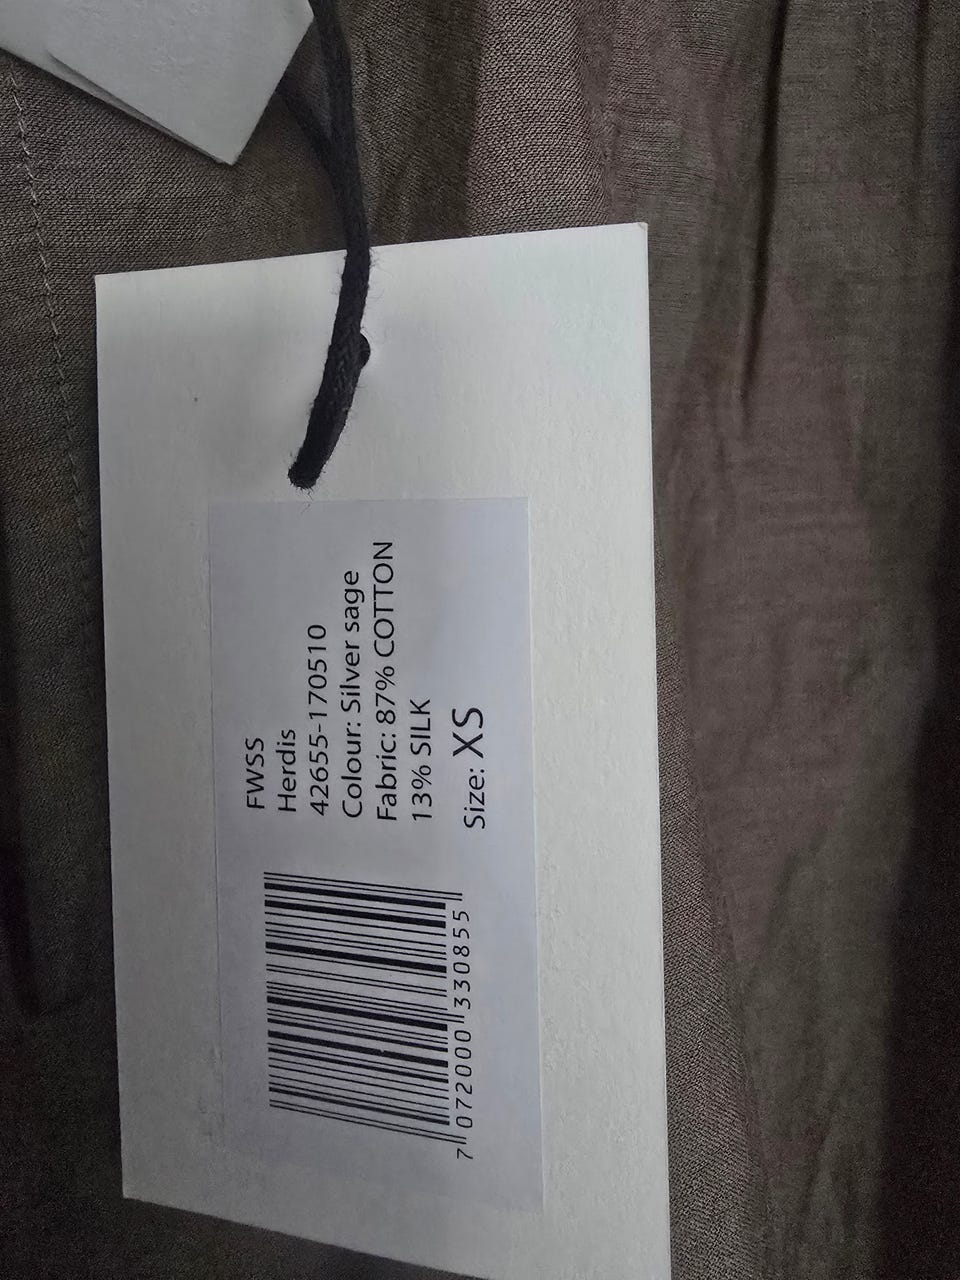 FWSS
Herdis
42655-170510
Colour: Silver sage
Fabric: 87% COTTON
13% SILK
Size: XS
7 072000 330855